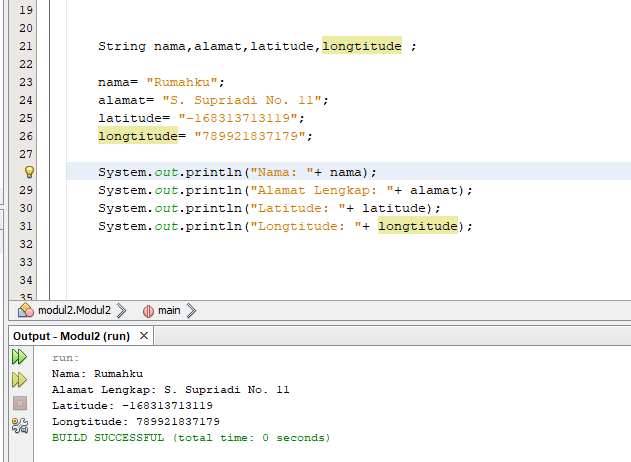 19
20
21 String nama,alamat,latitude,longtitude ;
22
23 nama= "Rumahku";
24 alamat= "S. Supriadi No. 11";
25 latitude= "-168313713119";
26 longtitude= "789921837179";
27
System.out.println("Nama: "+ nama);
29 System.out.println("Alamat Lengkap: "+ alamat);
30 System.out.println("Latitude: "+ latitude);
31 System.out.println("Longtitude: "+ longtitude);
32
33
34
35
modul2.Modul2 main
Output - Modul2 (run)
run:
Nama: Rumahku
Alamat Lengkap: S. Supriadi No. 11
Latitude: -168313713119
Longtitude: 789921837179
BUILD SUCCESSFUL (total time: 0 seconds)